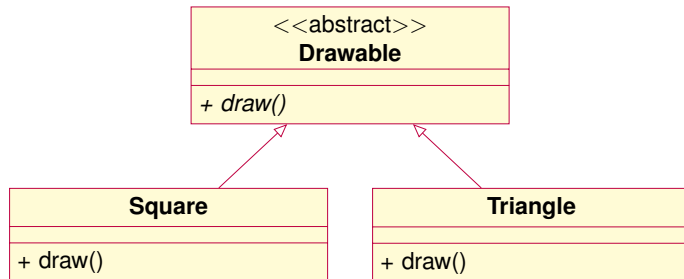 <<abstract>>
Drawable
+ draw()
Square
+ draw()
Triangle
+ draw()